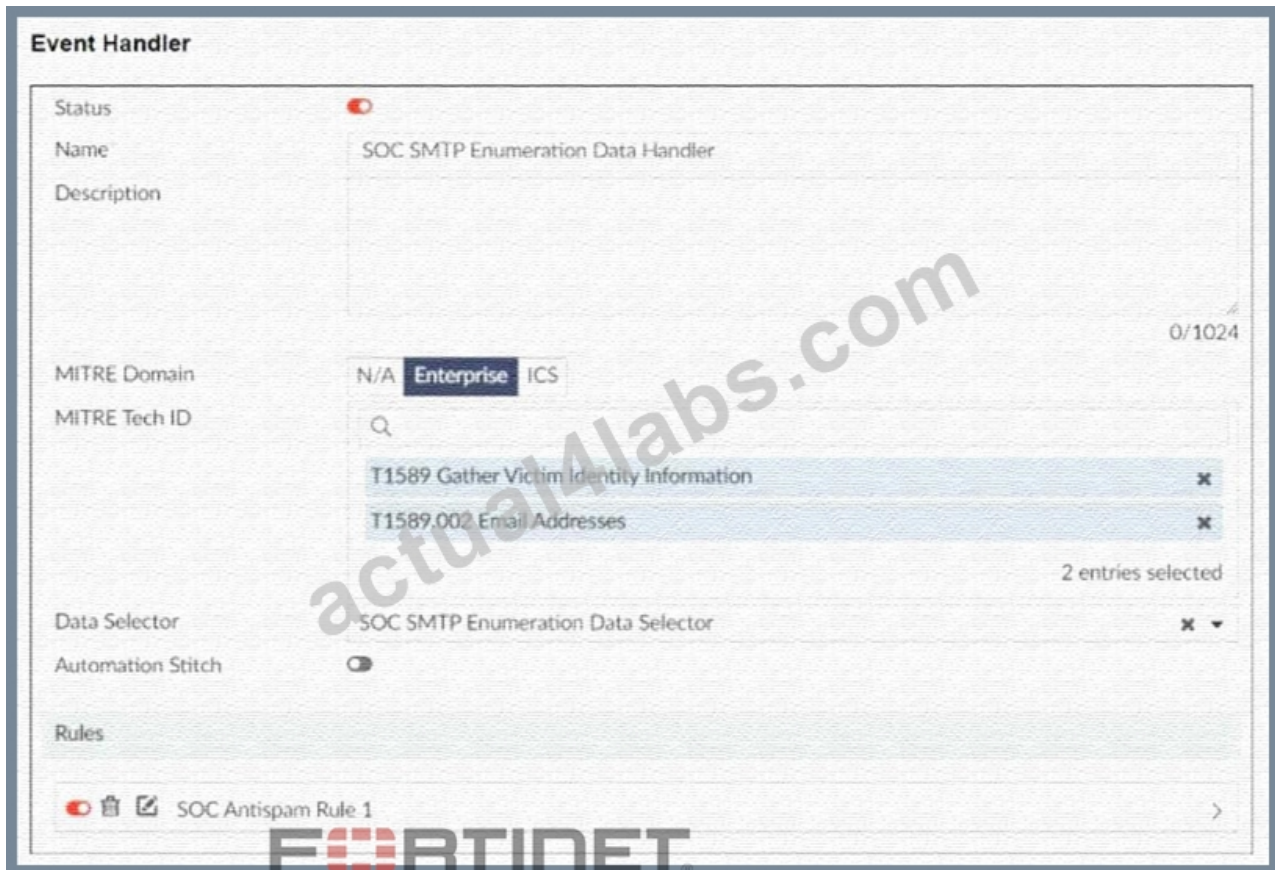 Event Handler
Status
Name SOC SMTP Enumeration Data Handler
Description
0/1024
MITRE Domain N/A Enterprise ICS
MITRE Tech ID
T1589 Gather Victim Identity Information
T1589.002 Email Addresses
2 entries selected
Data Selector SOC SMTP Enumeration Data Selector
Automation Stitch
Rules
SOC Antispam Rule 1
FORTINET
actual4labs.com